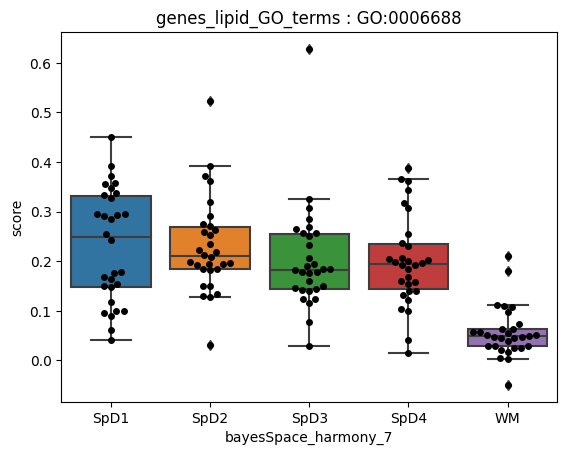 genes_lipid_GO_terms : GO:0006688
0.6
0.5
0.4
0.3
0.2
0.1
0.0
score
SpD1 SpD2 SpD3 SpD4 WM
bayesSpace_harmony_7